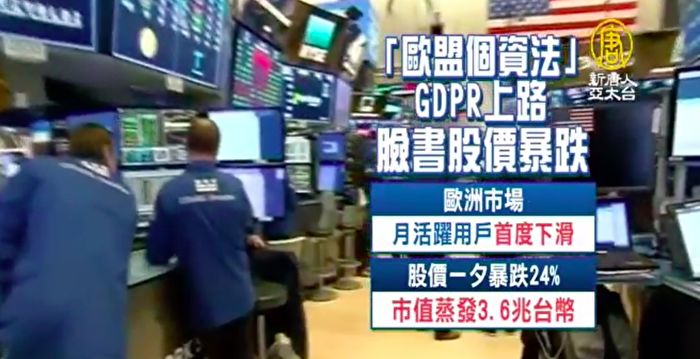 新唐人
亞太台
「歐盟個資法」
GDPR上路
臉書股價暴跌
歐洲市場
月活躍用戶首度下滑
股價一夕暴跌24%
市值蒸發3.6兆台幣